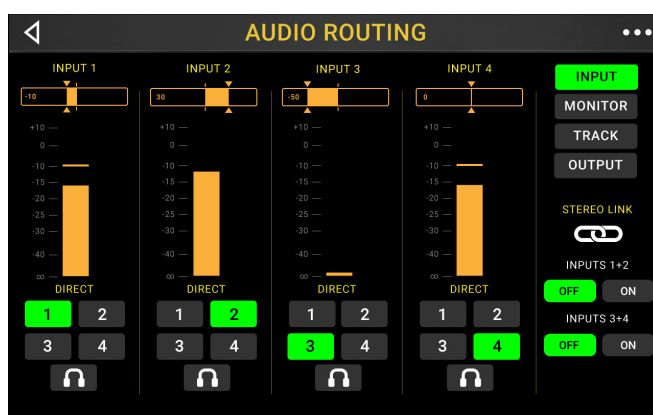 AUDIO ROUTING
INPUT 1 INPUT 2 INPUT 3 INPUT 4
-10 30 -50 0
+10 +10 +10 +10
0 0 0 0
-10 -10 -10 -10
-15 -15 -15 -15
-20 -20 -20 -20
-25 -25 -25 -25
-30 -30 -30 -30
-40 -40 -40 -40
∞ ∞ ∞ ∞
DIRECT DIRECT DIRECT DIRECT
1 2 1 2 1 2 1 2
3 4 3 4 3 4 3 4
INPUT
MONITOR
TRACK
OUTPUT
STEREO LINK
INPUTS 1+2
OFF ON
INPUTS 3+4
OFF ON